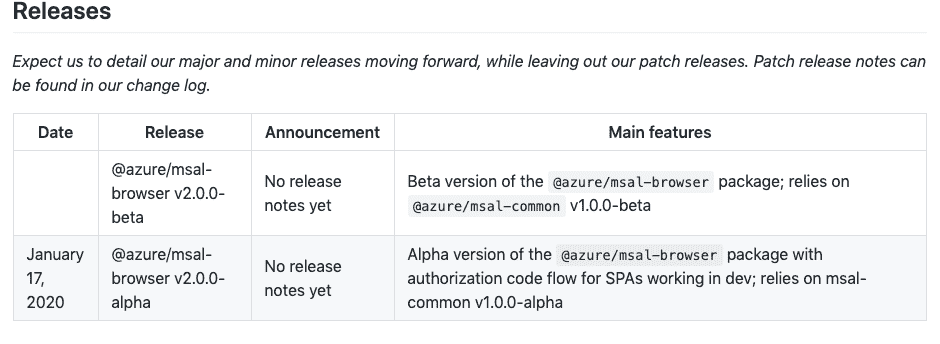 Releases
Expect us to detail our major and minor releases moving forward, while leaving out our patch releases. Patch release notes can
be found in our change log.
Date Release Announcement Main features
@azure/msal-
browser v2.0.0-
beta
No release
notes yet
Beta version of the @azure/msal-browser package; relies on
@azure/msal-common v1.0.0-beta
January
17,
2020
@azure/msal-
browser v2.0.0-
alpha
No release
notes yet
Alpha version of the @azure/msal-browser package with
authorization code flow for SPAs working in dev; relies on msal-
common v1.0.0-alpha